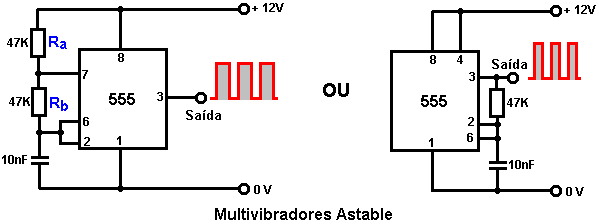 + 12V
47K
Ra
8
7
47K
Rb
555
3
Saída
6
2
1
10nF
0 V
OU
+ 12V
8
4
Saída
3
555
47K
2
6
1
10nF
0 V
Multivibradores Astable